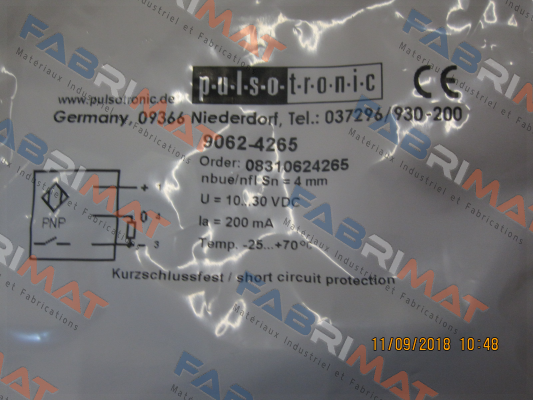 p·u·l·s·o·t·r·o·n·i·c
CE
www.pulsotronic.de
Germany, 09366 Niederdorf, Tel.: 037296/930-200
9062-4265
Order: 08310624265
nbue/nfl Sn = 4 mm
U = 10...30 VDC
Ia = 200 mA
Temp. -25...+70°C
+ 1
PNP
0 4
- 3
Kurzschlussfest / short circuit protection
11/09/2018 10:48
FABRIMAT
Materiaux Industriel et Fabrications